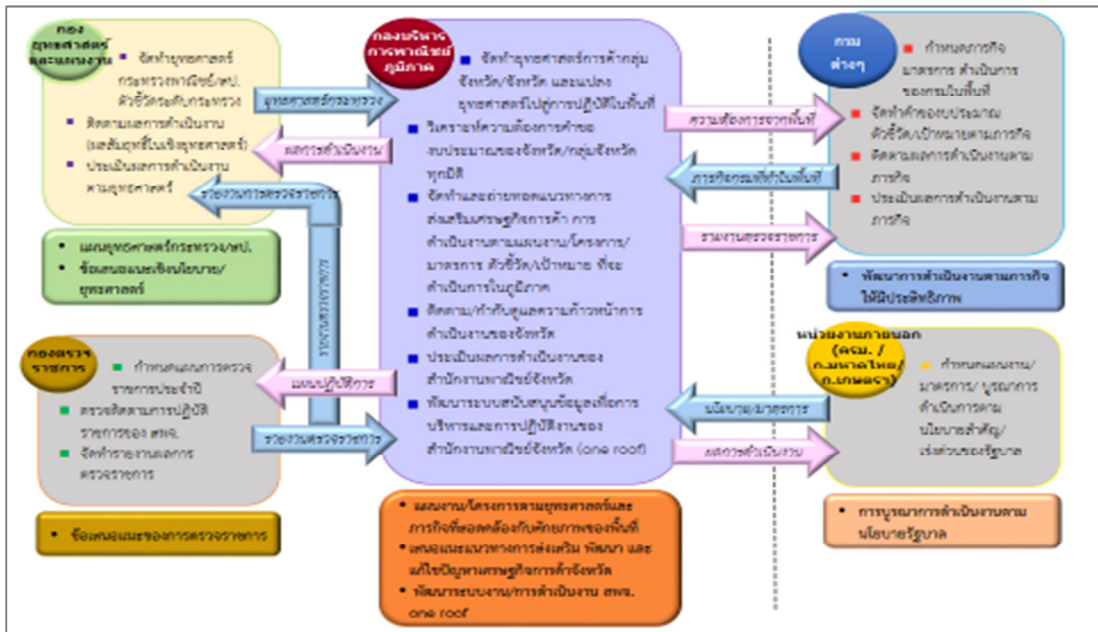 กอง
ยุทธศาสตร์
และแผนงาน
จัดทำยุทธศาสตร์
กระทรวงพาณิชย์/สป.
ตัวชี้วัดระดับกระทรวง
ติดตามผลการดำเนินงาน
(ผลสัมฤทธิ์ในเชิงยุทธศาสตร์)
ประเมินผลการดำเนินงาน
ตามยุทธศาสตร์
แผนยุทธศาสตร์กระทรวง/สป.
ข้อเสนอแนะเชิงนโยบาย/
ยุทธศาสตร์
ยุทธศาสตร์กระทรวง
ผลการดำเนินงาน
รายงานการตรวจราชการ
รายงานตรวจราชการ
กองตรวจ
ราชการ
กำหนดแผนการตรวจ
ราชการประจำปี
ตรวจติดตามการปฏิบัติ
ราชการของ สพจ.
จัดทำรายงานผลการ
ตรวจราชการ
ข้อเสนอแนะของการตรวจราชการ
แผนปฏิบัติการ
รายงานตรวจราชการ
กองบริหาร
การพาณิชย์
ภูมิภาค
จัดทำยุทธศาสตร์การค้ากลุ่ม
จังหวัด/จังหวัด และแปลง
ยุทธศาสตร์ไปสู่การปฏิบัติในพื้นที่
วิเคราะห์ความต้องการคำขอ
งบประมาณของจังหวัด/กลุ่มจังหวัด
ทุกมิติ
จัดทำและถ่ายทอดแนวทางการ
ส่งเสริมเศรษฐกิจการค้า การ
ดำเนินงานตามแผนงาน/โครงการ/
มาตรการ ตัวชี้วัด/เป้าหมาย ที่จะ
ดำเนินการในภูมิภาค
ติดตาม/กำกับดูแลความก้าวหน้าการ
ดำเนินงานของจังหวัด
ประเมินผลการดำเนินงานของ
สำนักงานพาณิชย์จังหวัด
พัฒนาระบบสนับสนุนข้อมูลเพื่อการ
บริหารและการปฏิบัติงานของ
สำนักงานพาณิชย์จังหวัด (one roof)
แผนงาน/โครงการตามยุทธศาสตร์และ
ภารกิจที่สอดคล้องกับศักยภาพของพื้นที่
เสนอแนะแนวทางการส่งเสริม พัฒนา และ
แก้ไขปัญหาเศรษฐกิจการค้าจังหวัด
พัฒนาระบบงาน/การดำเนินงาน สพจ.
one roof
ความต้องการจากพื้นที่
ภารกิจกรมที่ทำในพื้นที่
รายงานตรวจราชการ
กรม
ต่างๆ
กำหนดภารกิจ
มาตรการ ดำเนินการ
ของกรมในพื้นที่
จัดทำคำของบประมาณ
ตัวชี้วัด/เป้าหมายตามภารกิจ
ติดตามผลการดำเนินงานตาม
ภารกิจ
ประเมินผลการดำเนินงานตาม
ภารกิจ
พัฒนาการดำเนินงานตามภารกิจ
ให้มีประสิทธิภาพ
หน่วยงานภายนอก
(ครม. /
ก.มหาดไทย/
ก.เกษตรฯ)
กำหนดแผนงาน/
มาตรการ/ บูรณาการ
ดำเนินการตาม
นโยบายสำคัญ/
เร่งด่วนของรัฐบาล
นโยบาย/มาตรการ
ผลการดำเนินงาน
การบูรณาการดำเนินงานตาม
นโยบายรัฐบาล